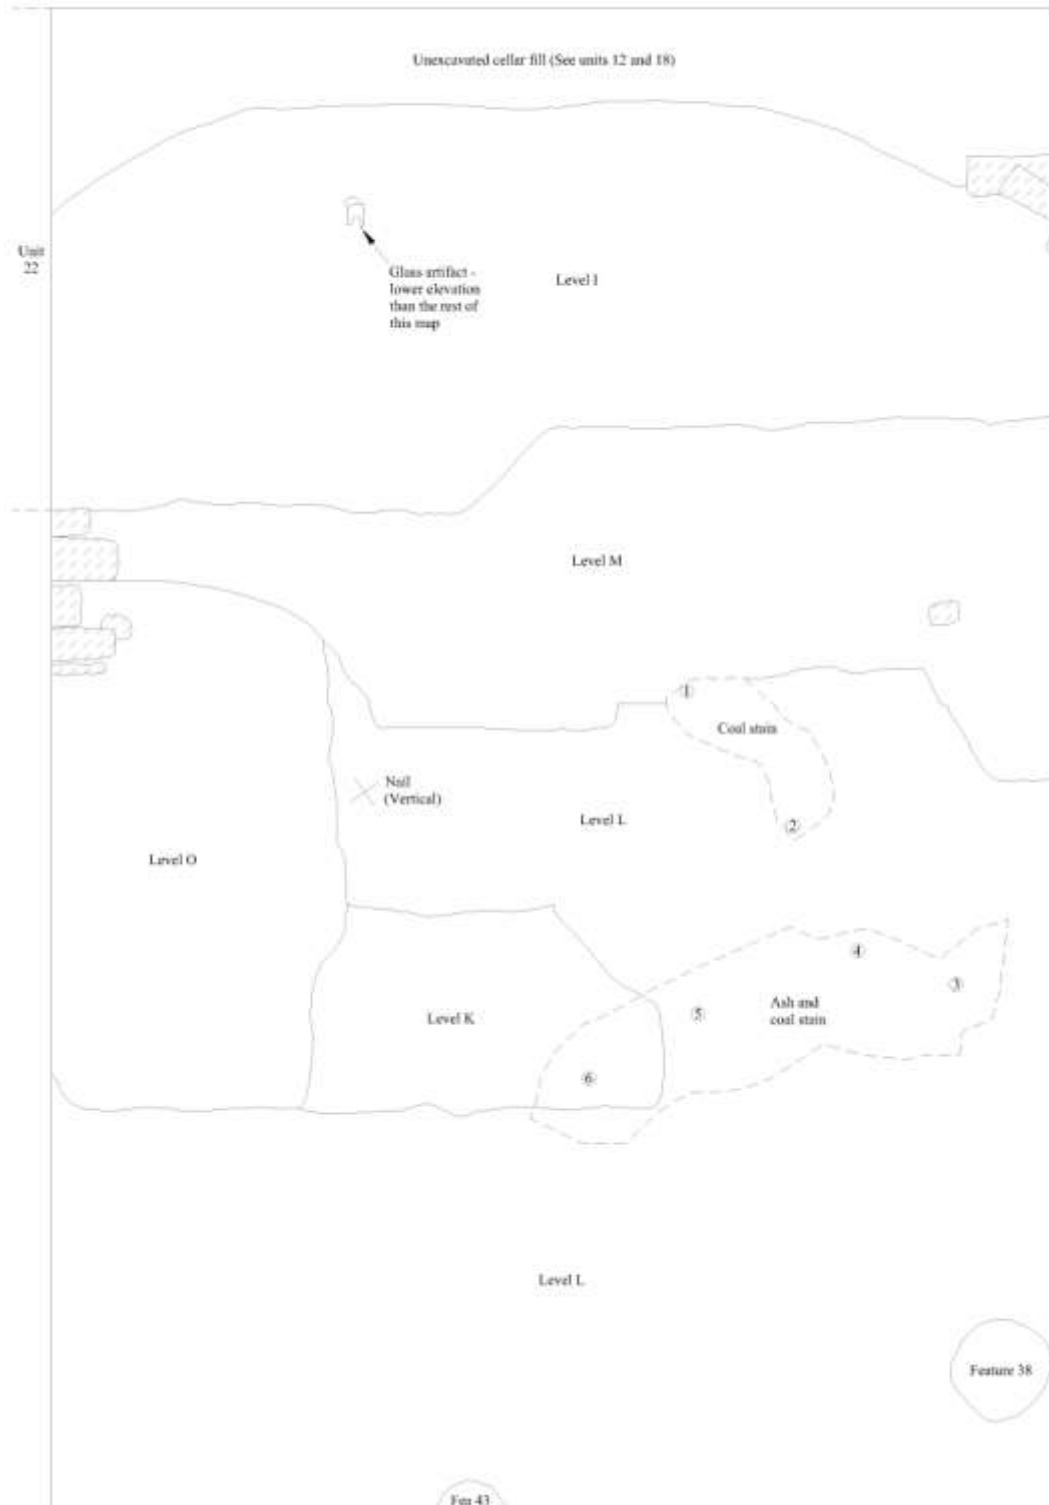 Unexcavated cellar fill (See units 12 and 18)
Unit
22
Glass artifact -
lower elevation
than the rest of
this map
Level I
Level M
1
Coal stain
Nail
(Vertical)
Level L
2
Level O
4
3
Ash and
coal stain
5
Level K
6
Level L
Feature 38
Fea 43